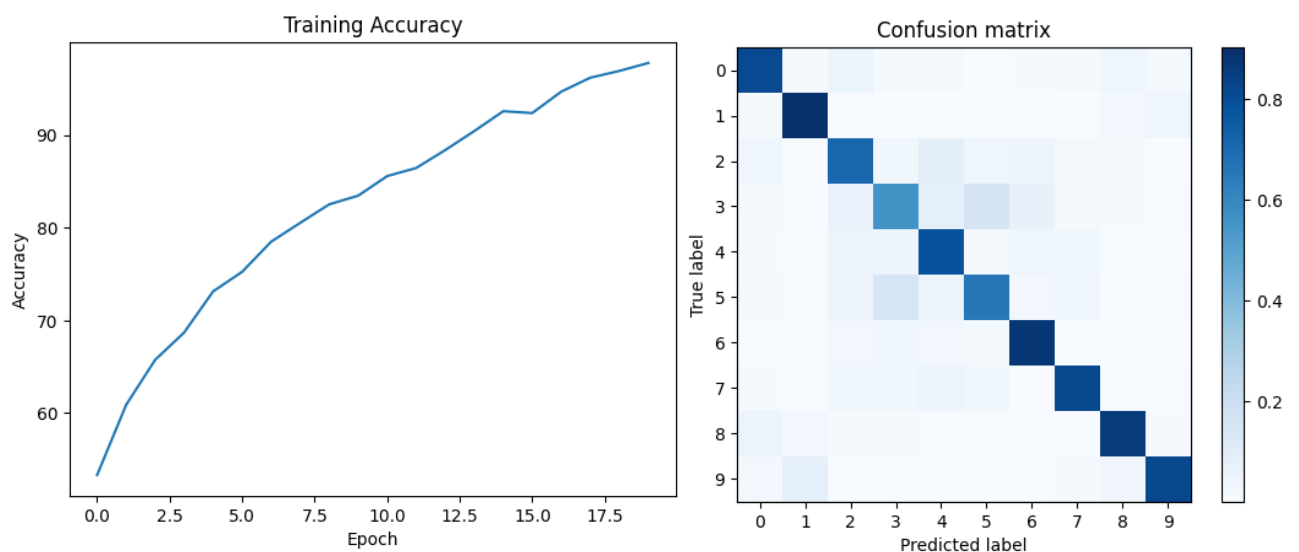 Training Accuracy
90
80
70
60
Accuracy
0.0 2.5 5.0 7.5 10.0 12.5 15.0 17.5
Epoch
Confusion matrix
0
1
2
3
4
5
6
7
8
9
True label
0 1 2 3 4 5 6 7 8 9
Predicted label
0.8
0.6
0.4
0.2